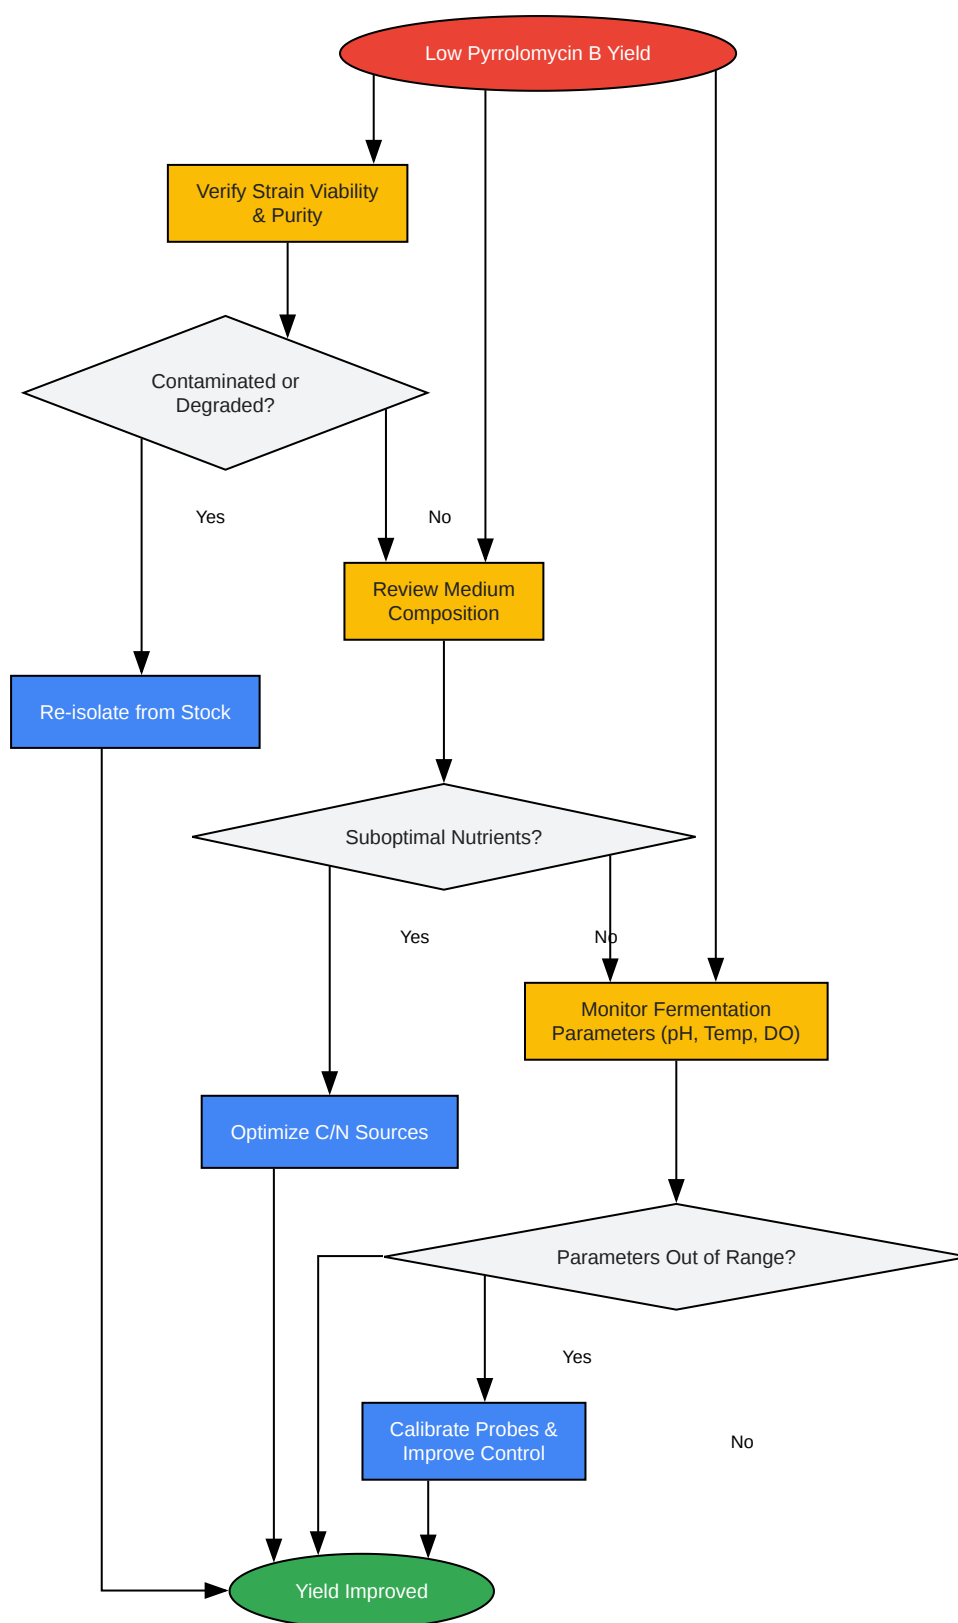 Low Pyrrolomycin B Yield
Verify Strain Viability
& Purity
Contaminated or
Degraded?
Yes
No
Review Medium
Composition
Re-isolate from Stock
Suboptimal Nutrients?
Yes
No
Monitor Fermentation
Parameters (pH, Temp, DO)
Optimize C/N Sources
Parameters Out of Range?
Yes
Calibrate Probes &
Improve Control
No
Yield Improved